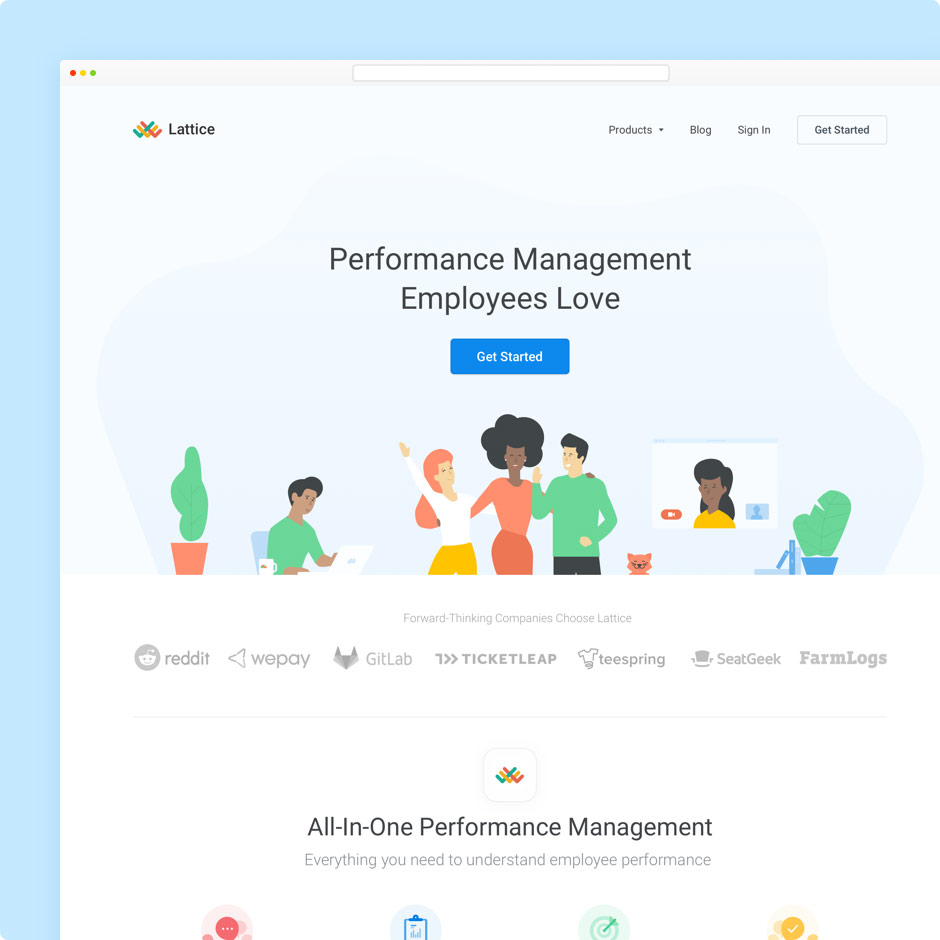 Lattice
Products
Blog
Sign In
Get Started
Performance Management
Employees Love
Get Started
Forward-Thinking Companies Choose Lattice
reddit
wepay
GitLab
TICKETLEAP
teespring
SeatGeek
FarmLogs
All-In-One Performance Management
Everything you need to understand employee performance